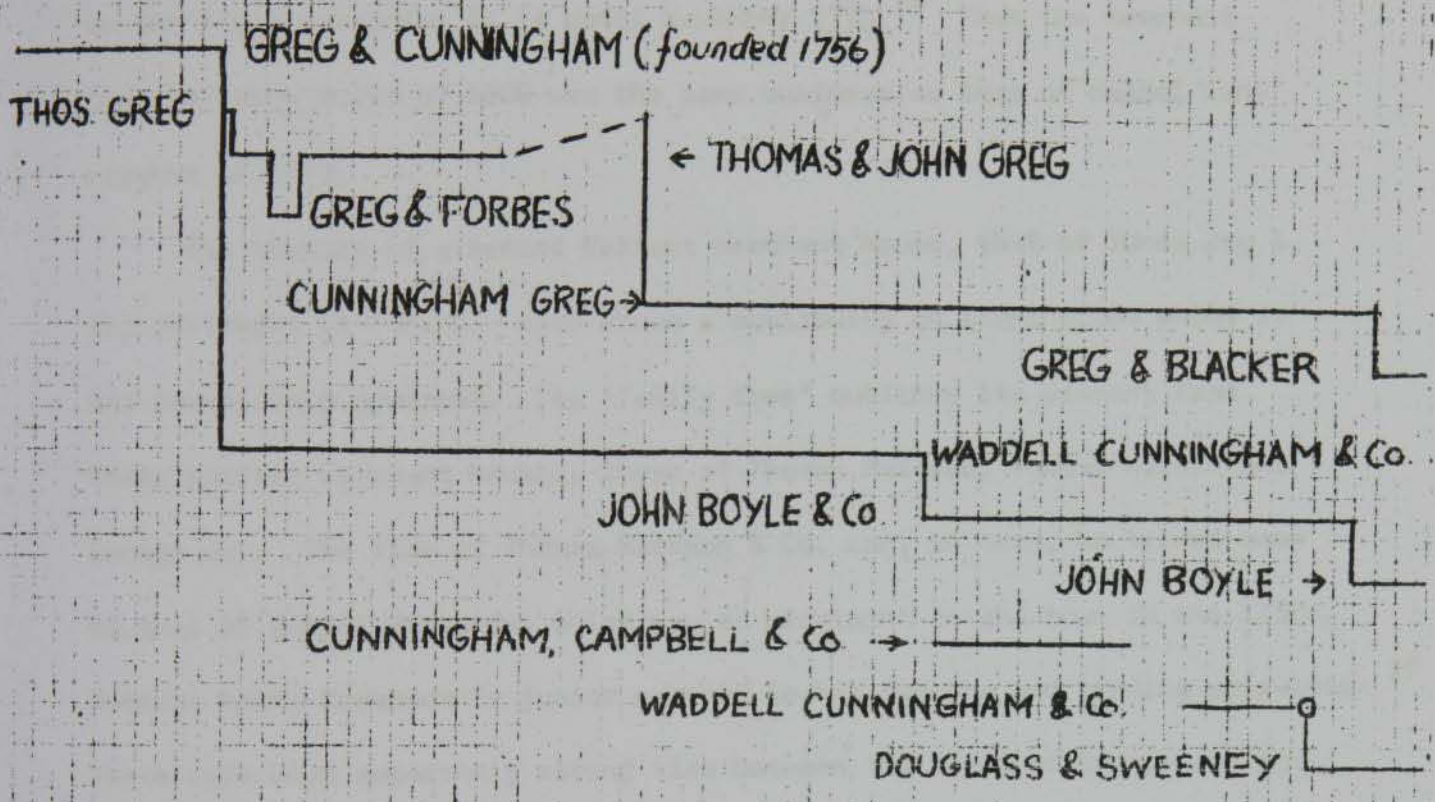 GREG & CUNNINGHAM (founded 1756)
THOS. GREG
← THOMAS & JOHN GREG
GREG & FORBES
CUNNINGHAM GREG→
GREG & BLACKER
WADDELL CUNNINGHAM & Co.
JOHN BOYLE & Co.
JOHN BOYLE →
CUNNINGHAM, CAMPBELL & Co. →
WADDELL CUNNINGHAM & Co.
DOUGLASS & SWEENEY